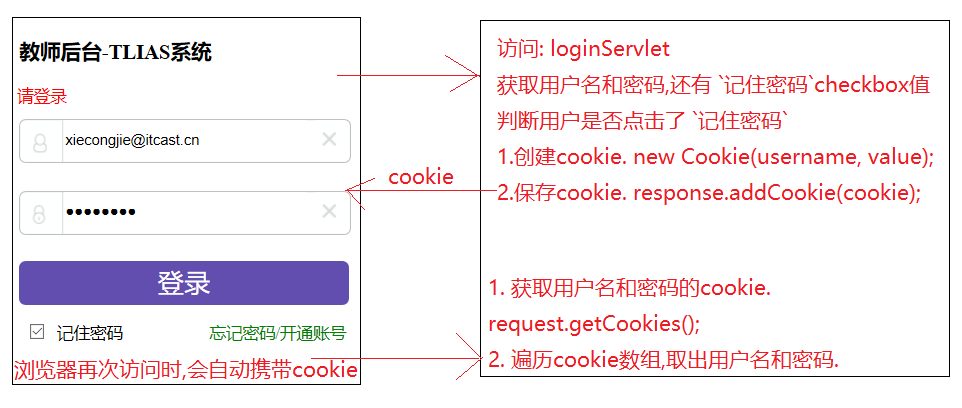 教师后台-TLIAS系统
请登录
xiecongjie@itcast.cn
登录
记住密码
忘记密码/开通账号
浏览器再次访问时,会自动携带cookie
cookie
访问: loginServlet
获取用户名和密码,还有 `记住密码`checkbox值
判断用户是否点击了 `记住密码`
1.创建cookie. new Cookie(username, value);
2.保存cookie. response.addCookie(cookie);
1. 获取用户名和密码的cookie.
request.getCookies();
2. 遍历cookie数组,取出用户名和密码.